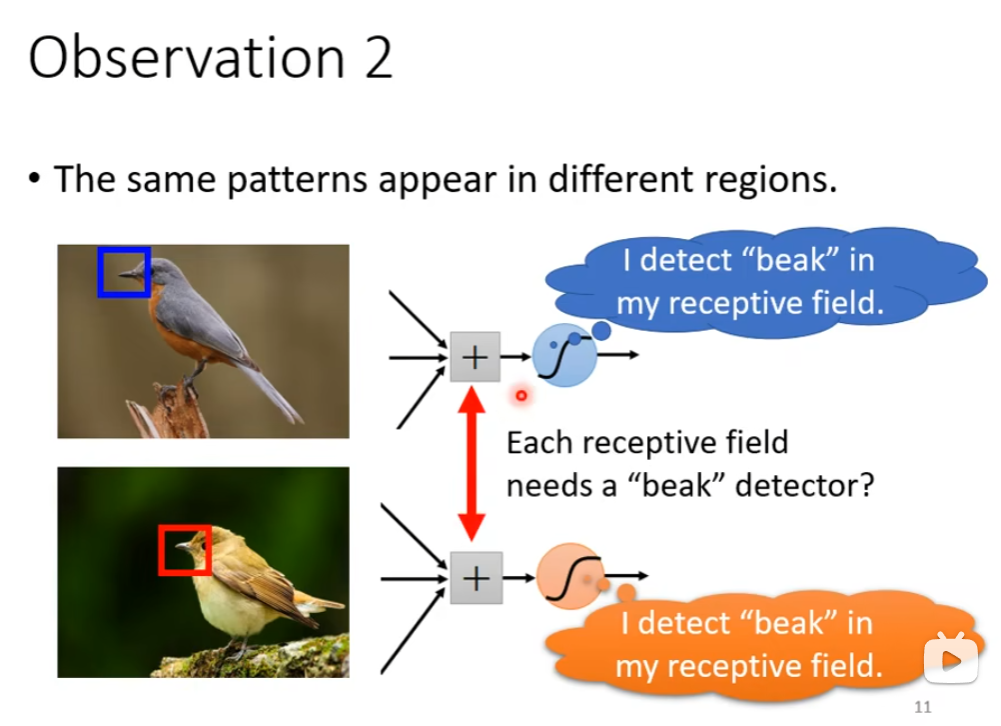 Observation 2
• The same patterns appear in different regions.
I detect “beak” in
my receptive field.
+
Each receptive field
needs a “beak” detector?
+
I detect “beak” in
my receptive field.
11